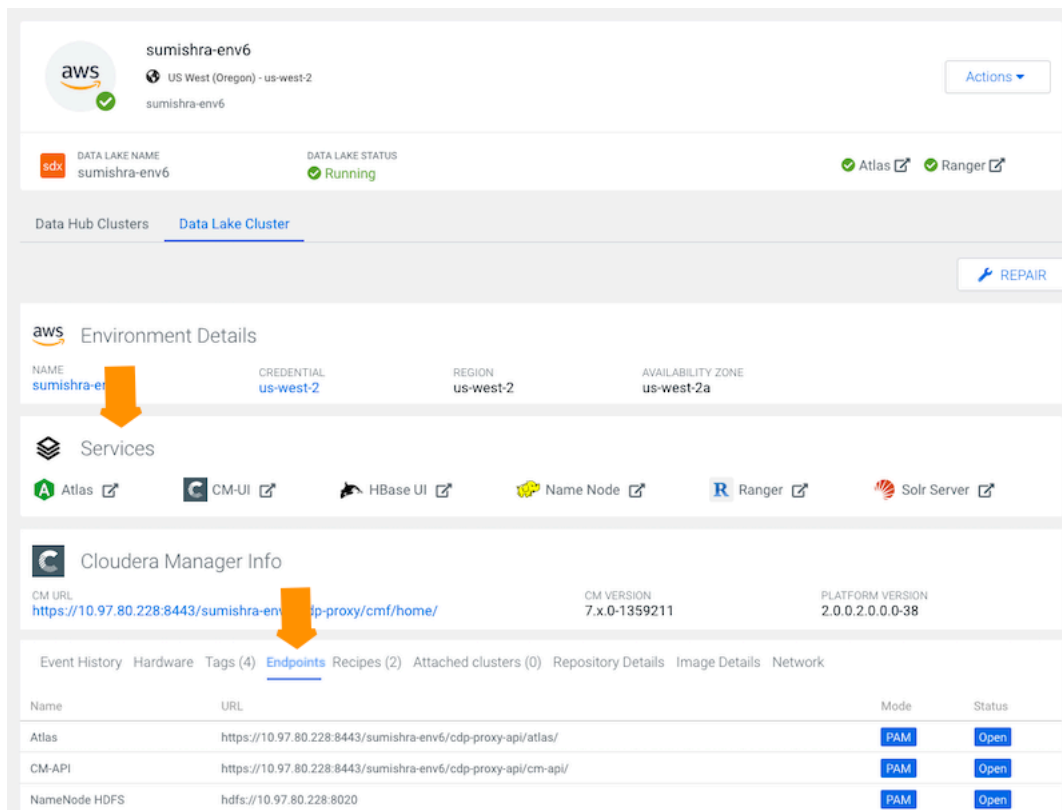 sumishra-env6
aws
US West (Oregon) - us-west-2
Actions
sumishra-env6
sdx
DATA LAKE NAME
DATA LAKE STATUS
sumishra-env6
Running
Atlas
Ranger
Data Hub Clusters
Data Lake Cluster
REPAIR
aws
Environment Details
NAME
CREDENTIAL
REGION
AVAILABILITY ZONE
us-west-2
us-west-2
us-west-2a
Services
Atlas
CM-UI
HBase UI
Name Node
R
Ranger
Solr Server
C
Cloudera Manager Info
CM URL
CM VERSION
PLATFORM VERSION
7.x.0-1359211
2.0.0.2.0.0.0-38
Event History Hardware Tags (4) Endpoints Recipes (2) Attached clusters (0) Repository Details Image Details Network
Name URL Mode Status
Atlas https://10.97.80.228:8443/sumishra-env6/cdp-proxy-api/atlas/ PAM Open
CM-API https://10.97.80.228:8443/sumishra-env6/cdp-proxy-api/cm-api/ PAM Open
NameNode HDFS hdfs://10.97.80.228:8020 PAM Open